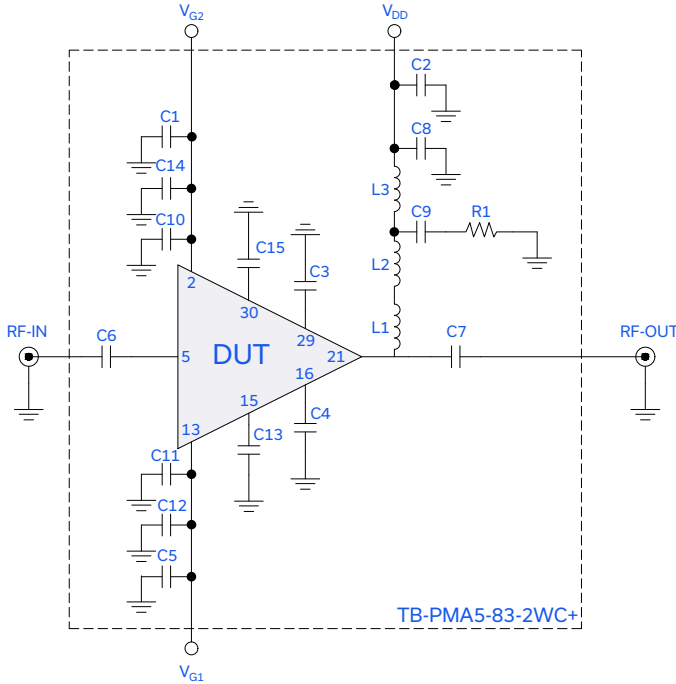 VG2
VDD
C2
C1
C8
C14
L3
C10
C9
R1
C15
C3
L2
2
30
RF-IN
C6
29
L1
C7
RF-OUT
5
DUT
21
16
15
C4
13
C13
C11
C12
C5
TB-PMA5-83-2WC+
VG1